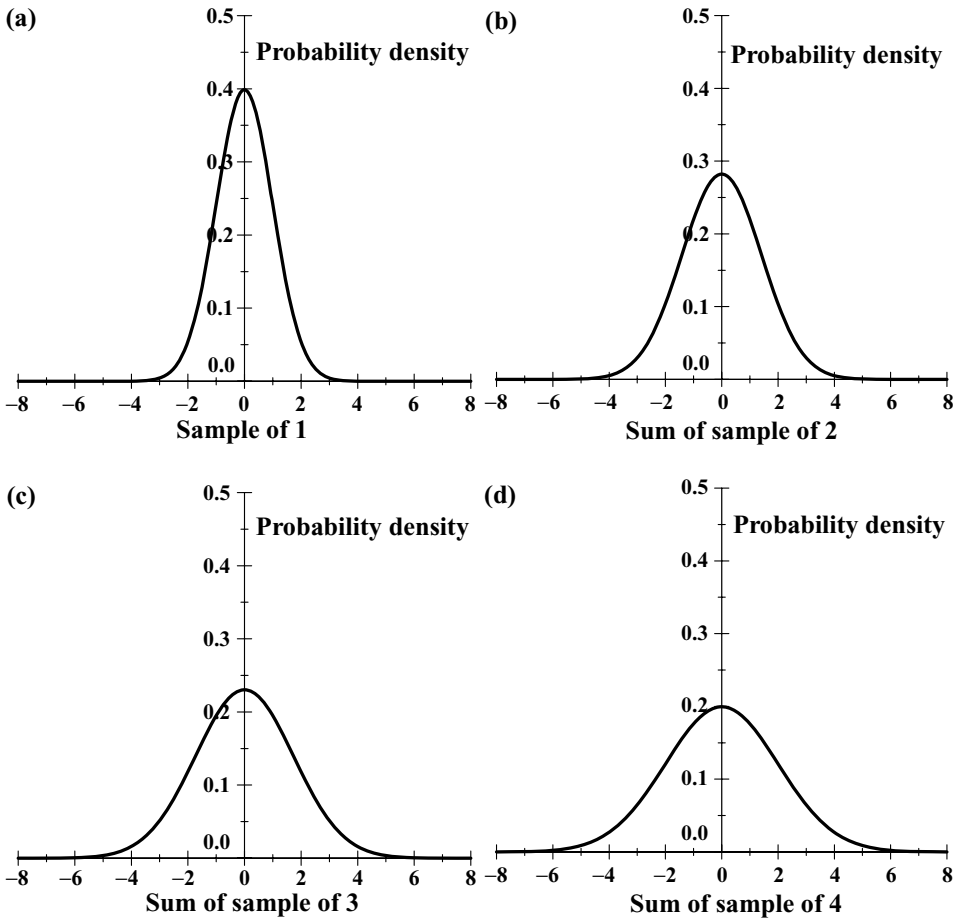 (a)
0.5
Probability density
0.4
0.3
0.2
0.1
0.0
−8 −6 −4 −2 0 2 4 6 8
Sample of 1
(b)
0.5
Probability density
0.4
0.3
0.2
0.1
0.0
−8 −6 −4 −2 0 2 4 6 8
Sum of sample of 2
(c)
0.5
Probability density
0.4
0.3
0.2
0.1
0.0
−8 −6 −4 −2 0 2 4 6 8
Sum of sample of 3
(d)
0.5
Probability density
0.4
0.3
0.2
0.1
0.0
−8 −6 −4 −2 0 2 4 6 8
Sum of sample of 4